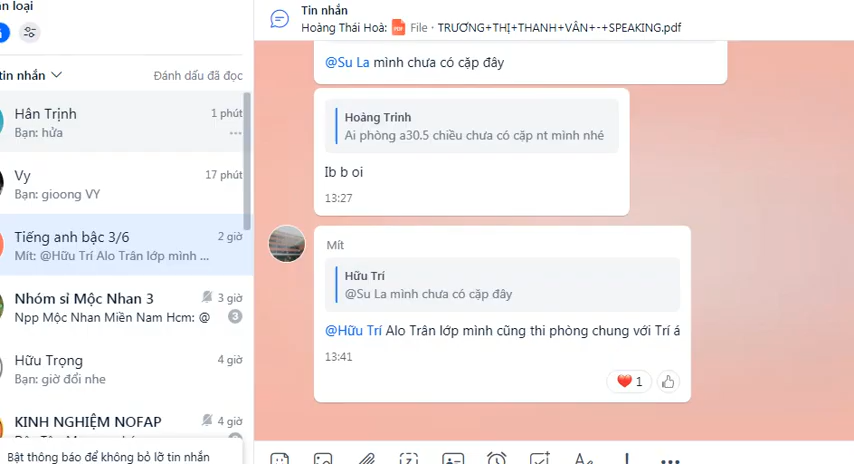 ân loại
Tin nhắn
Hoàng Thái Hoà: File · TRƯƠNG+THỊ+THANH+VÂN+-+SPEAKING.pdf
tin nhắn
Đánh dấu đã đọc
Hân Trịnh
1 phút
Bạn: hửa
Vy
17 phút
Bạn: gioong VY
Tiếng anh bậc 3/6
2 giờ
Mít: @Hữu Trí Alo Trân lớp mình ...
Nhóm sỉ Mộc Nhan 3
3 giờ
Npp Mộc Nhan Miền Nam Hcm: @
3
Hữu Trọng
4 giờ
Bạn: giờ đổi nhe
KINH NGHIỆM NOFAP
4 giờ
Bật thông báo để không bỏ lỡ tin nhắn
@Su La mình chưa có cặp đây
Hoàng Trinh
Ai phòng a30.5 chiều chưa có cặp nt mình nhé
Ib b oi
13:27
Mít
Hữu Trí
@Su La mình chưa có cặp đây
@Hữu Trí Alo Trân lớp mình cũng thi phòng chung với Trí á
13:41
1